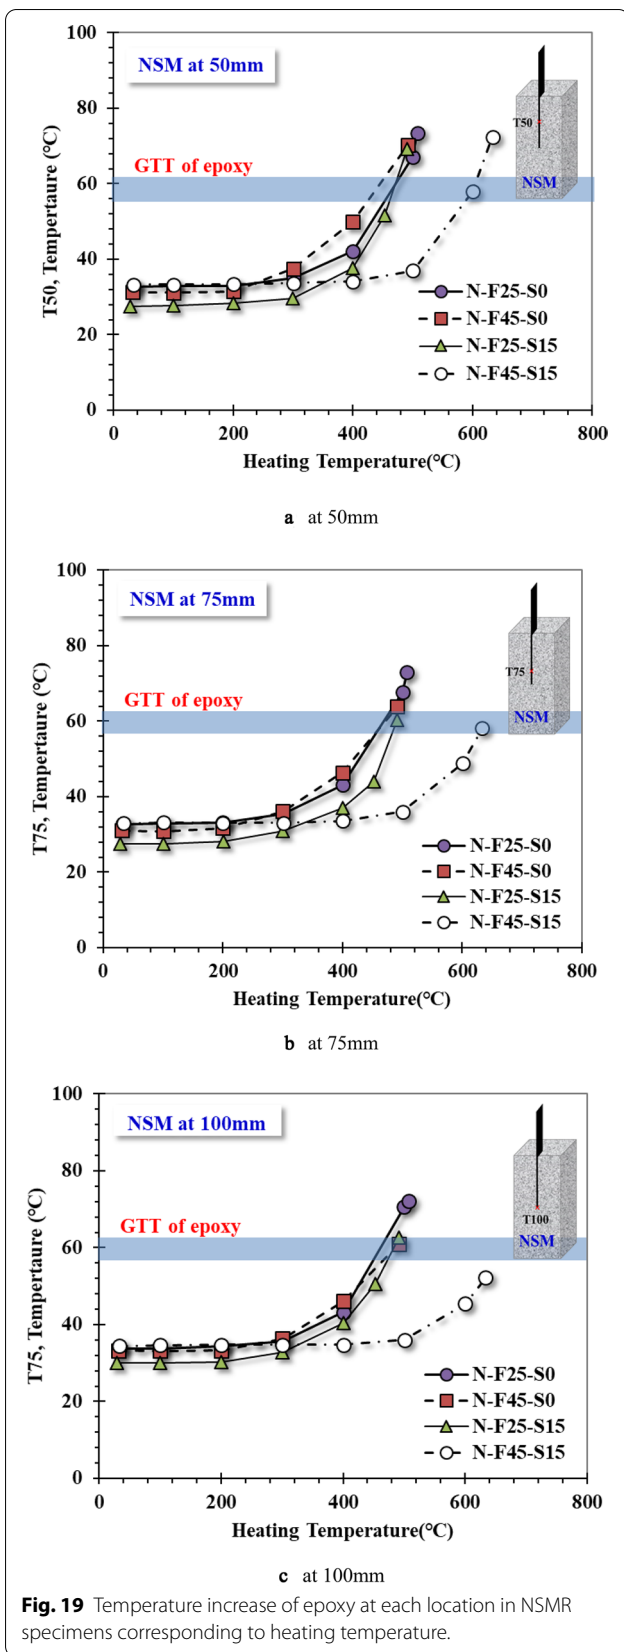 NSM at 50mm
GTT of epoxy
T50
NSM
T50, Tempertaure (℃)
100
80
60
40
20
0
N-F25-S0
N-F45-S0
N-F25-S15
N-F45-S15
0 200 400 600 800
Heating Temperature(℃)
a at 50mm
NSM at 75mm
GTT of epoxy
T75
NSM
T75, Tempertaure (℃)
100
80
60
40
20
0
N-F25-S0
N-F45-S0
N-F25-S15
N-F45-S15
0 200 400 600 800
Heating Temperature(℃)
b at 75mm
NSM at 100mm
GTT of epoxy
T100
NSM
T75, Tempertaure (℃)
100
80
60
40
20
0
N-F25-S0
N-F45-S0
N-F25-S15
N-F45-S15
0 200 400 600 800
Heating Temperature(℃)
c at 100mm
Fig. 19 Temperature increase of epoxy at each location in NSMR
specimens corresponding to heating temperature.